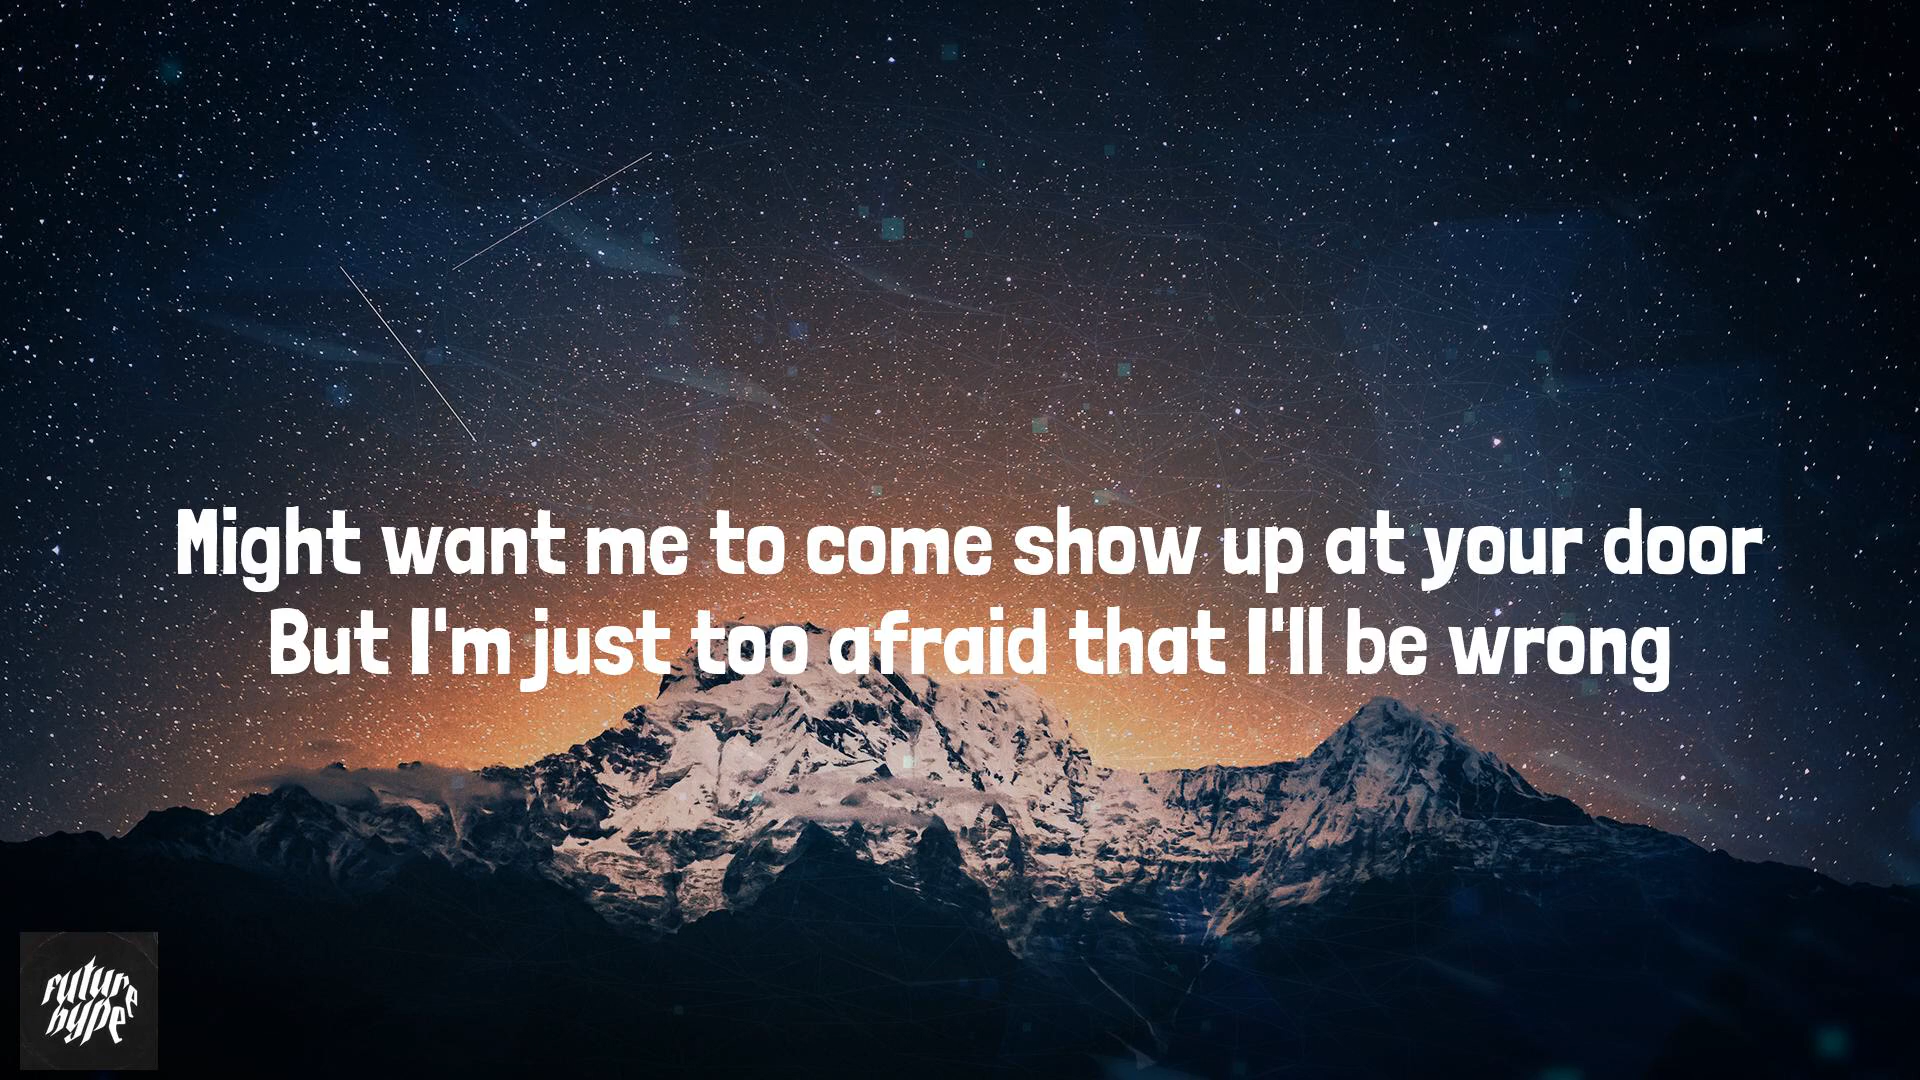 Might want me to come show up at your door
But I'm just too afraid that I'll be wrong
future
hype